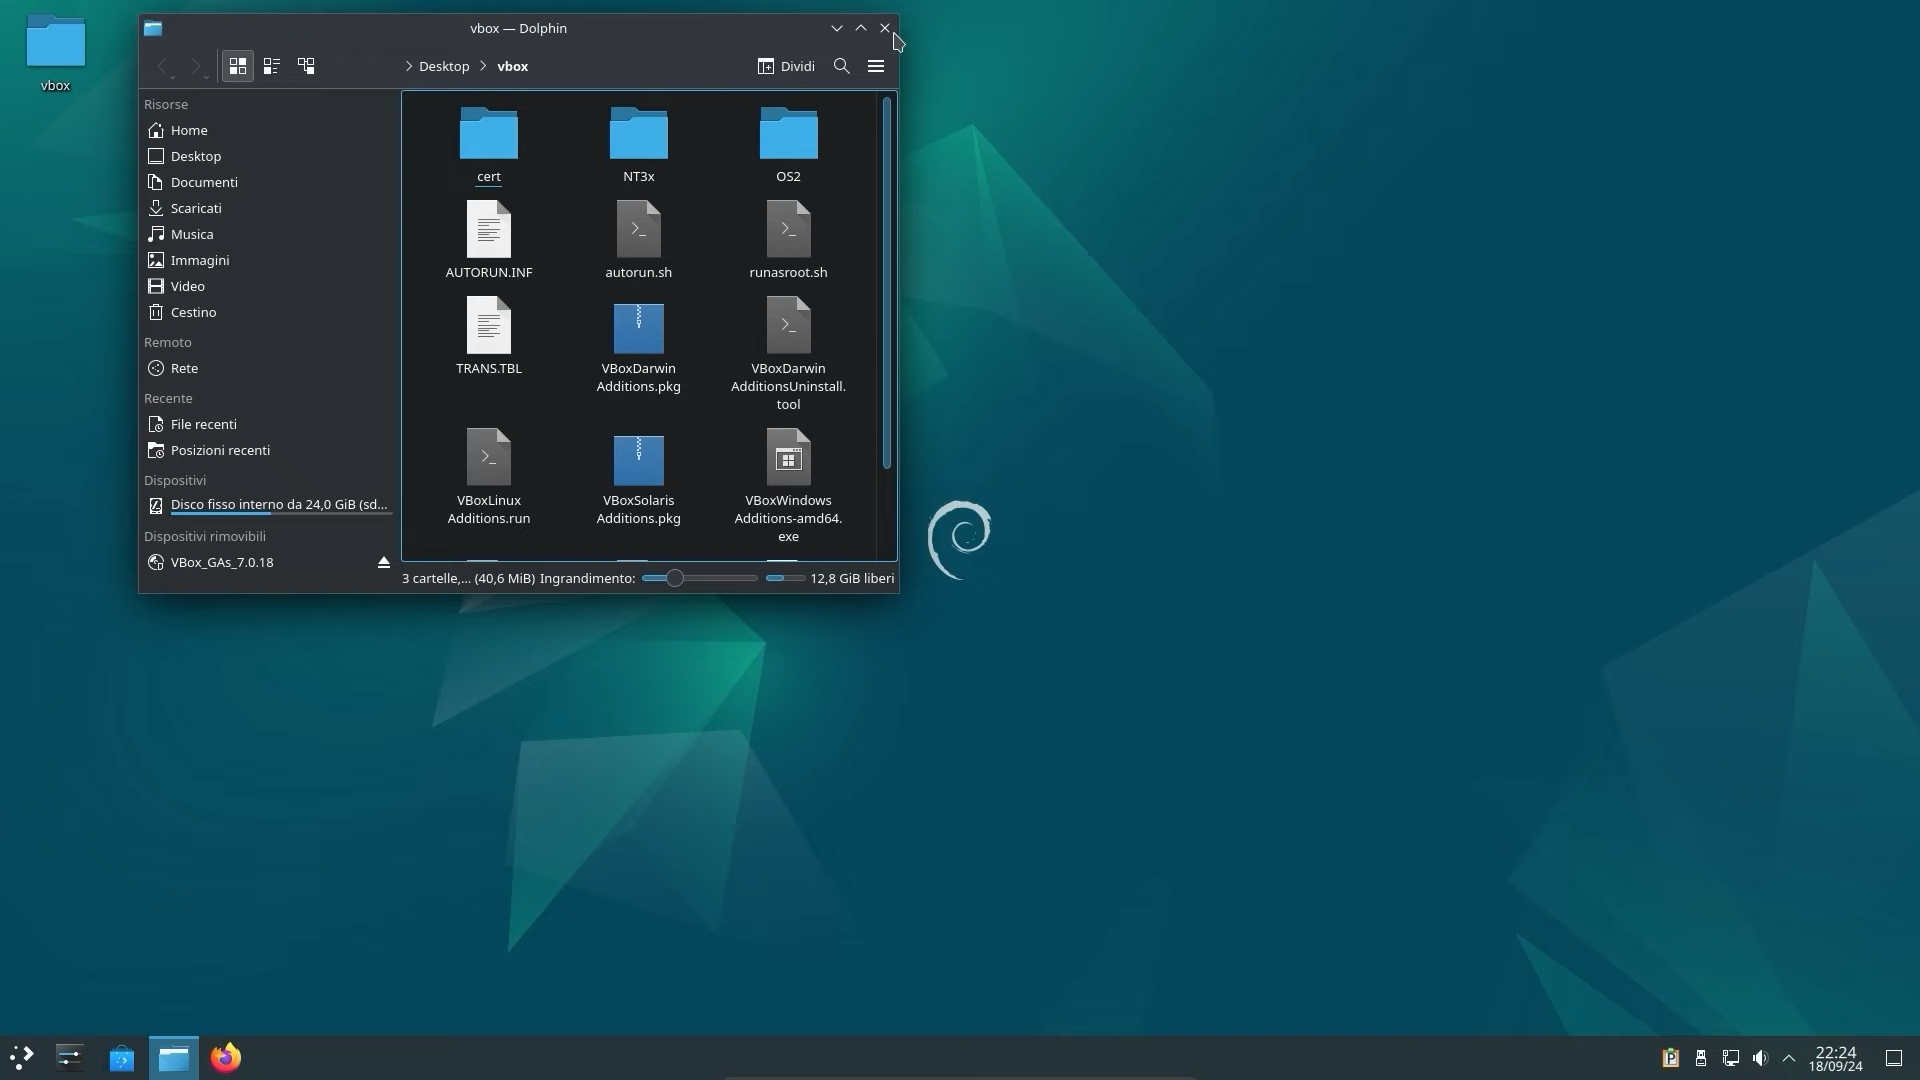 vbox
vbox — Dolphin
Desktop
vbox
Dividi
Risorse
Home
Desktop
Documenti
Scaricati
Musica
Immagini
Video
Cestino
Remoto
Rete
Recente
File recenti
Posizioni recenti
Dispositivi
Disco fisso interno da 24,0 GiB (sd...
Dispositivi rimovibili
VBox_GAs_7.0.18
cert
NT3x
OS2
AUTORUN.INF
autorun.sh
runasroot.sh
TRANS.TBL
VBoxDarwin
Additions.pkg
VBoxDarwin
AdditionsUninstall.
tool
VBoxLinux
Additions.run
VBoxSolaris
Additions.pkg
VBoxWindows
Additions-amd64.
exe
3 cartelle,... (40,6 MiB)
Ingrandimento:
12,8 GiB liberi
22:24
18/09/24